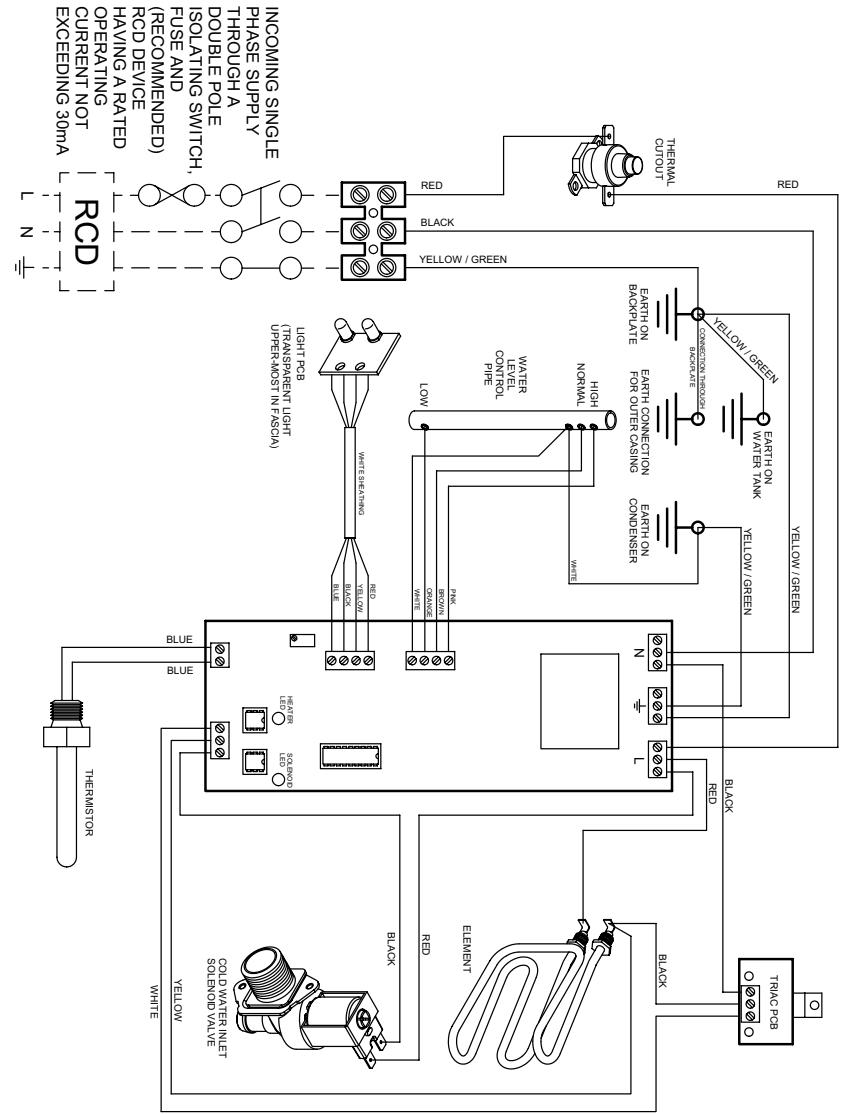 INCOMING SINGLE
PHASE SUPPLY
THROUGH A
DOUBLE POLE
ISOLATING SWITCH,
FUSE AND
(RECOMMENDED)
RCD DEVICE
HAVING A RATED
OPERATING
CURRENT NOT
EXCEEDING 30mA
L
N
RCD
RED
BLACK
YELLOW / GREEN
THERMAL
CUTOUT
RED
LIGHT PCB
(TRANSPARENT LIGHT
UPPER-MOST IN FASCIA)
WHITE SHEATHING
BLUE
BLACK
YELLOW
RED
WATER
LEVEL
CONTROL
PIPE
LOW
NORMAL
HIGH
WHITE
ORANGE
BROWN
PINK
WHITE
EARTH ON
BACKPLATE
CONNECTION THROUGH
BACKPLATE
YELLOW / GREEN
EARTH CONNECTION
FOR OUTER CASING
EARTH ON
WATER TANK
EARTH ON
CONDENSER
YELLOW / GREEN
YELLOW / GREEN
BLUE
BLUE
THERMISTOR
HEATER
LED
SOLENOID
LED
N
L
BLACK
RED
ELEMENT
BLACK
TRIAC PCB
RED
BLACK
COLD WATER INLET
SOLENOID VALVE
YELLOW
WHITE